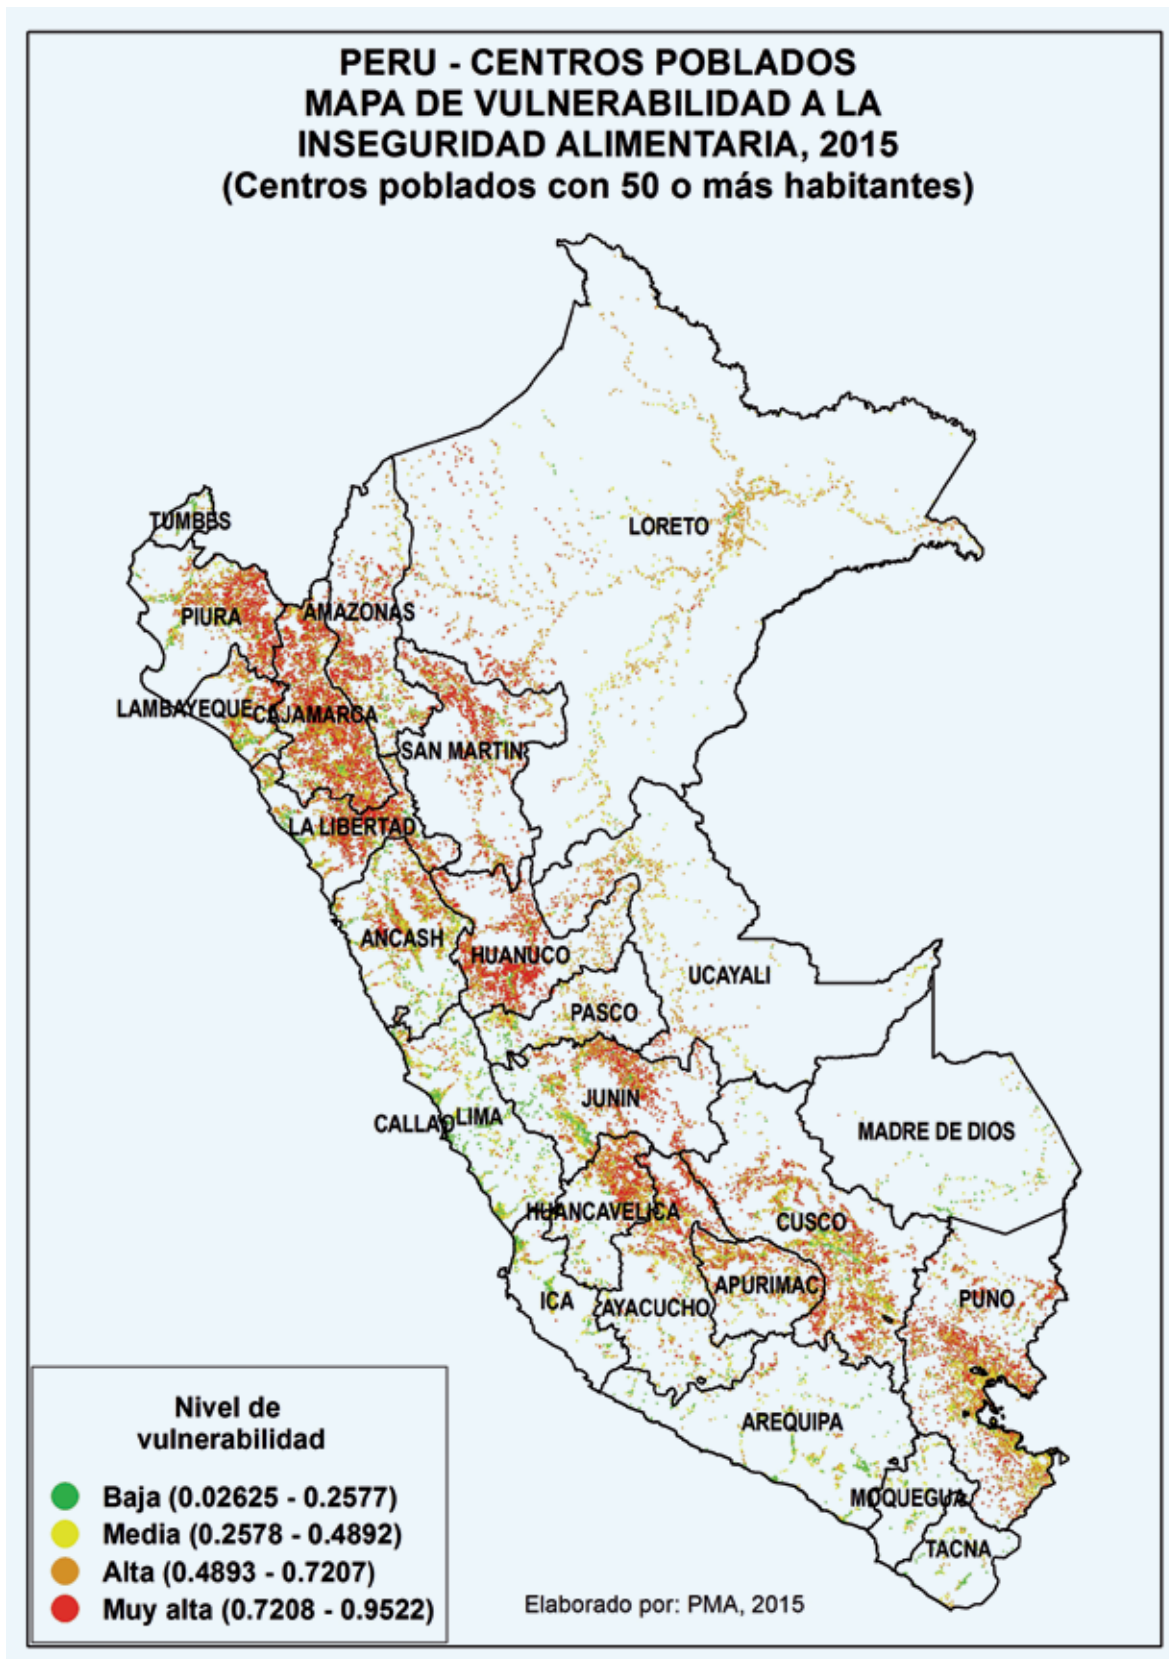 PERU - CENTROS POBLADOS
MAPA DE VULNERABILIDAD A LA
INSEGURIDAD ALIMENTARIA, 2015
(Centros poblados con 50 o más habitantes)
TUMBES
LORETO
PIURA
AMAZONAS
LAMBAYEQUE
CAJAMARCA
SAN MARTIN
LA LIBERTAD
ANCASH
HUANUCO
UCAYALI
PASCO
JUNIN
CALLAO
LIMA
MADRE DE DIOS
HUANCAVELICA
CUSCO
ICA
AYACUCHO
APURIMAC
PUNO
AREQUIPA
MOQUEGUA
TACNA
Nivel de
vulnerabilidad
Baja (0.02625 - 0.2577)
Media (0.2578 - 0.4892)
Alta (0.4893 - 0.7207)
Muy alta (0.7208 - 0.9522)
Elaborado por: PMA, 2015